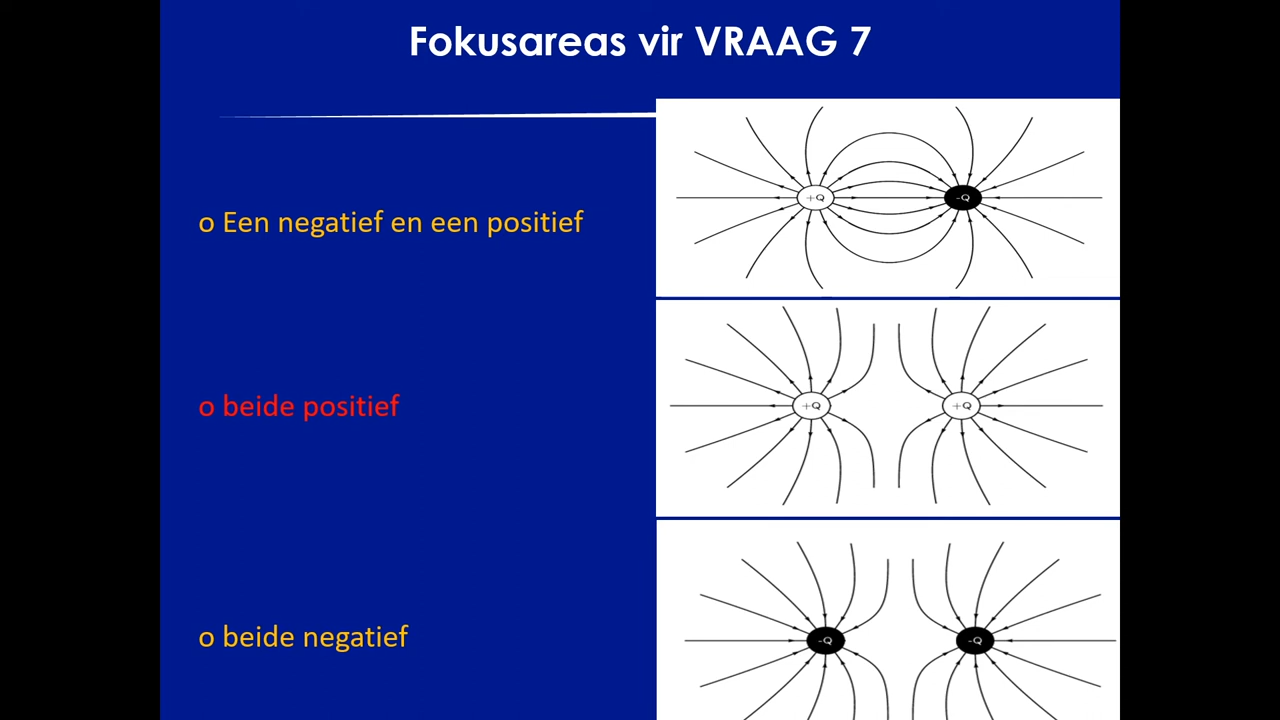 Fokusareas vir VRAAG 7
o Een negatief en een positief
+Q
-Q
o beide positief
+Q
+Q
o beide negatief
-Q
-Q